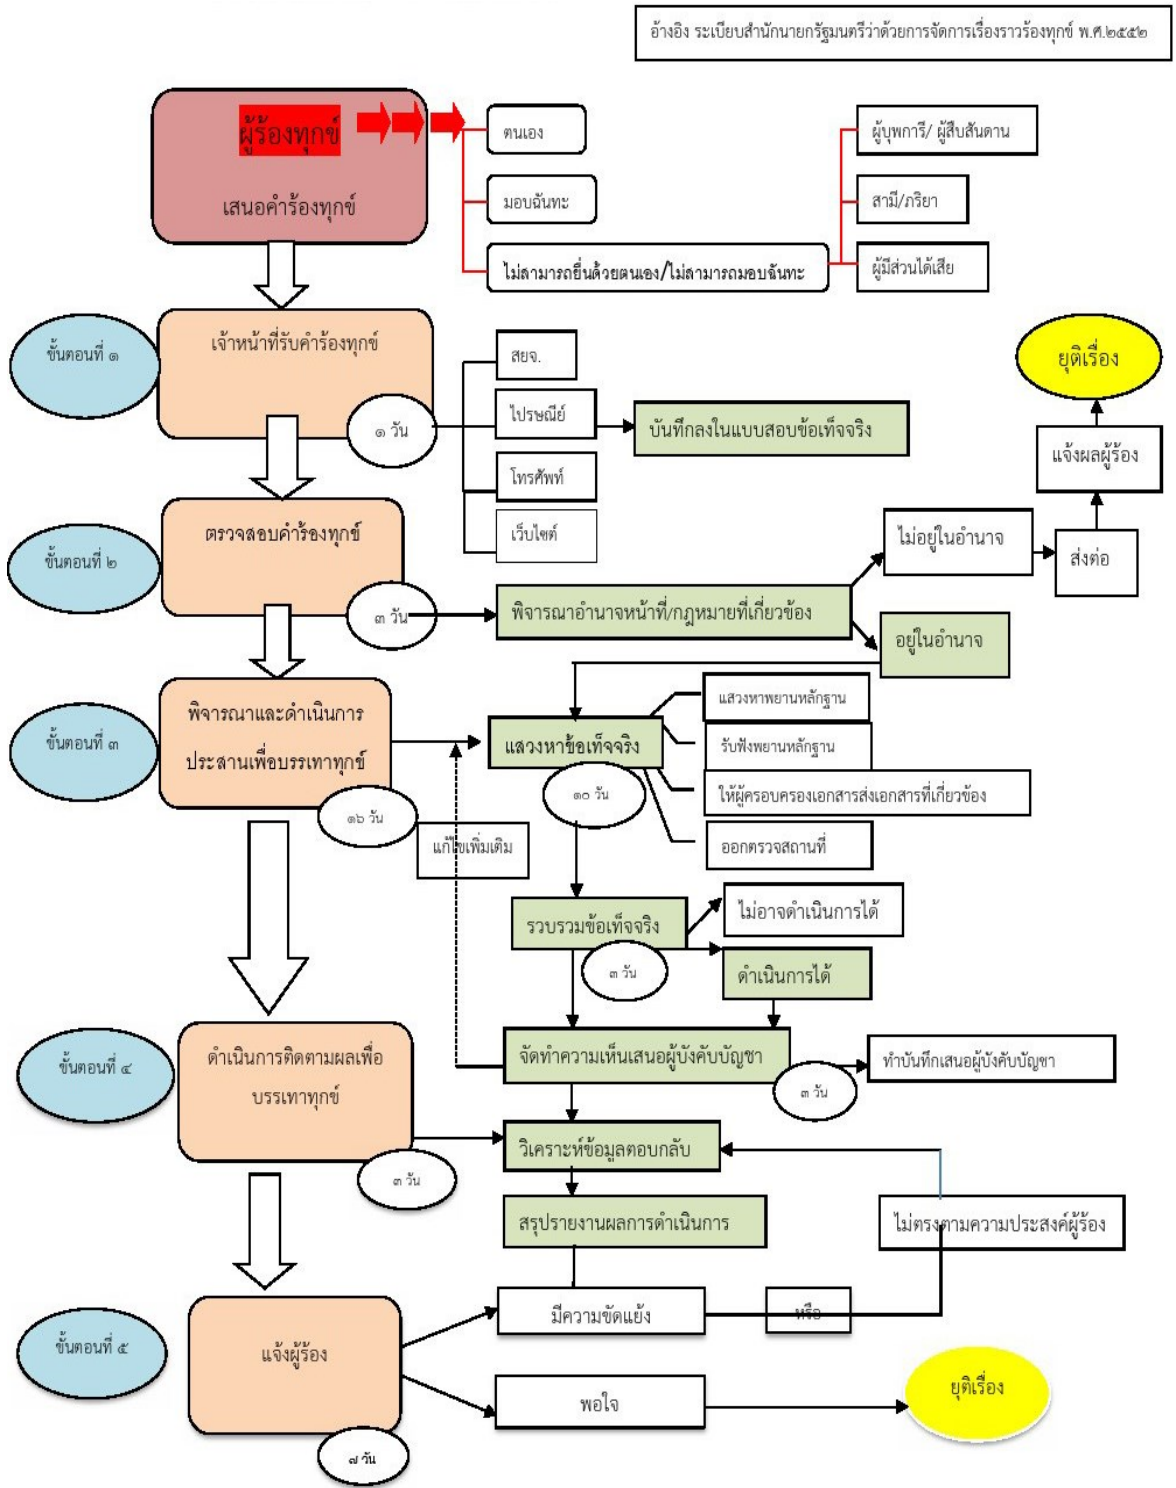 อ้างอิง ระเบียบสำนักนายกรัฐมนตรีว่าด้วยการจัดการเรื่องราวร้องทุกข์ พ.ศ.๒๕๕๒
ผู้ร้องทุกข์
เสนอคำร้องทุกข์
ตนเอง
มอบฉันทะ
ไม่สามารถยื่นด้วยตนเอง/ไม่สามารถมอบฉันทะ
ผู้บุพการี/ ผู้สืบสันดาน
สามี/ภริยา
ผู้มีส่วนได้เสีย
ขั้นตอนที่ ๑
เจ้าหน้าที่รับคำร้องทุกข์
๑ วัน
สยจ.
ไปรษณีย์
โทรศัพท์
เว็บไซต์
บันทึกลงในแบบสอบข้อเท็จจริง
ยุติเรื่อง
แจ้งผลผู้ร้อง
ส่งต่อ
ขั้นตอนที่ ๒
ตรวจสอบคำร้องทุกข์
๓ วัน
พิจารณาอำนาจหน้าที่/กฎหมายที่เกี่ยวข้อง
ไม่อยู่ในอำนาจ
อยู่ในอำนาจ
ขั้นตอนที่ ๓
พิจารณาและดำเนินการ
ประสานเพื่อบรรเทาทุกข์
๑๖ วัน
แสวงหาข้อเท็จจริง
๑๐ วัน
แสวงหาพยานหลักฐาน
รับฟังพยานหลักฐาน
ให้ผู้ครอบครองเอกสารส่งเอกสารที่เกี่ยวข้อง
ออกตรวจสถานที่
แก้ไขเพิ่มเติม
รวบรวมข้อเท็จจริง
๓ วัน
ไม่อาจดำเนินการได้
ดำเนินการได้
ขั้นตอนที่ ๔
ดำเนินการติดตามผลเพื่อ
บรรเทาทุกข์
๓ วัน
จัดทำความเห็นเสนอผู้บังคับบัญชา
๓ วัน
ทำบันทึกเสนอผู้บังคับบัญชา
วิเคราะห์ข้อมูลตอบกลับ
สรุปรายงานผลการดำเนินการ
ไม่ตรงตามความประสงค์ผู้ร้อง
ขั้นตอนที่ ๕
แจ้งผู้ร้อง
๗ วัน
มีความขัดแย้ง
หรือ
พอใจ
ยุติเรื่อง